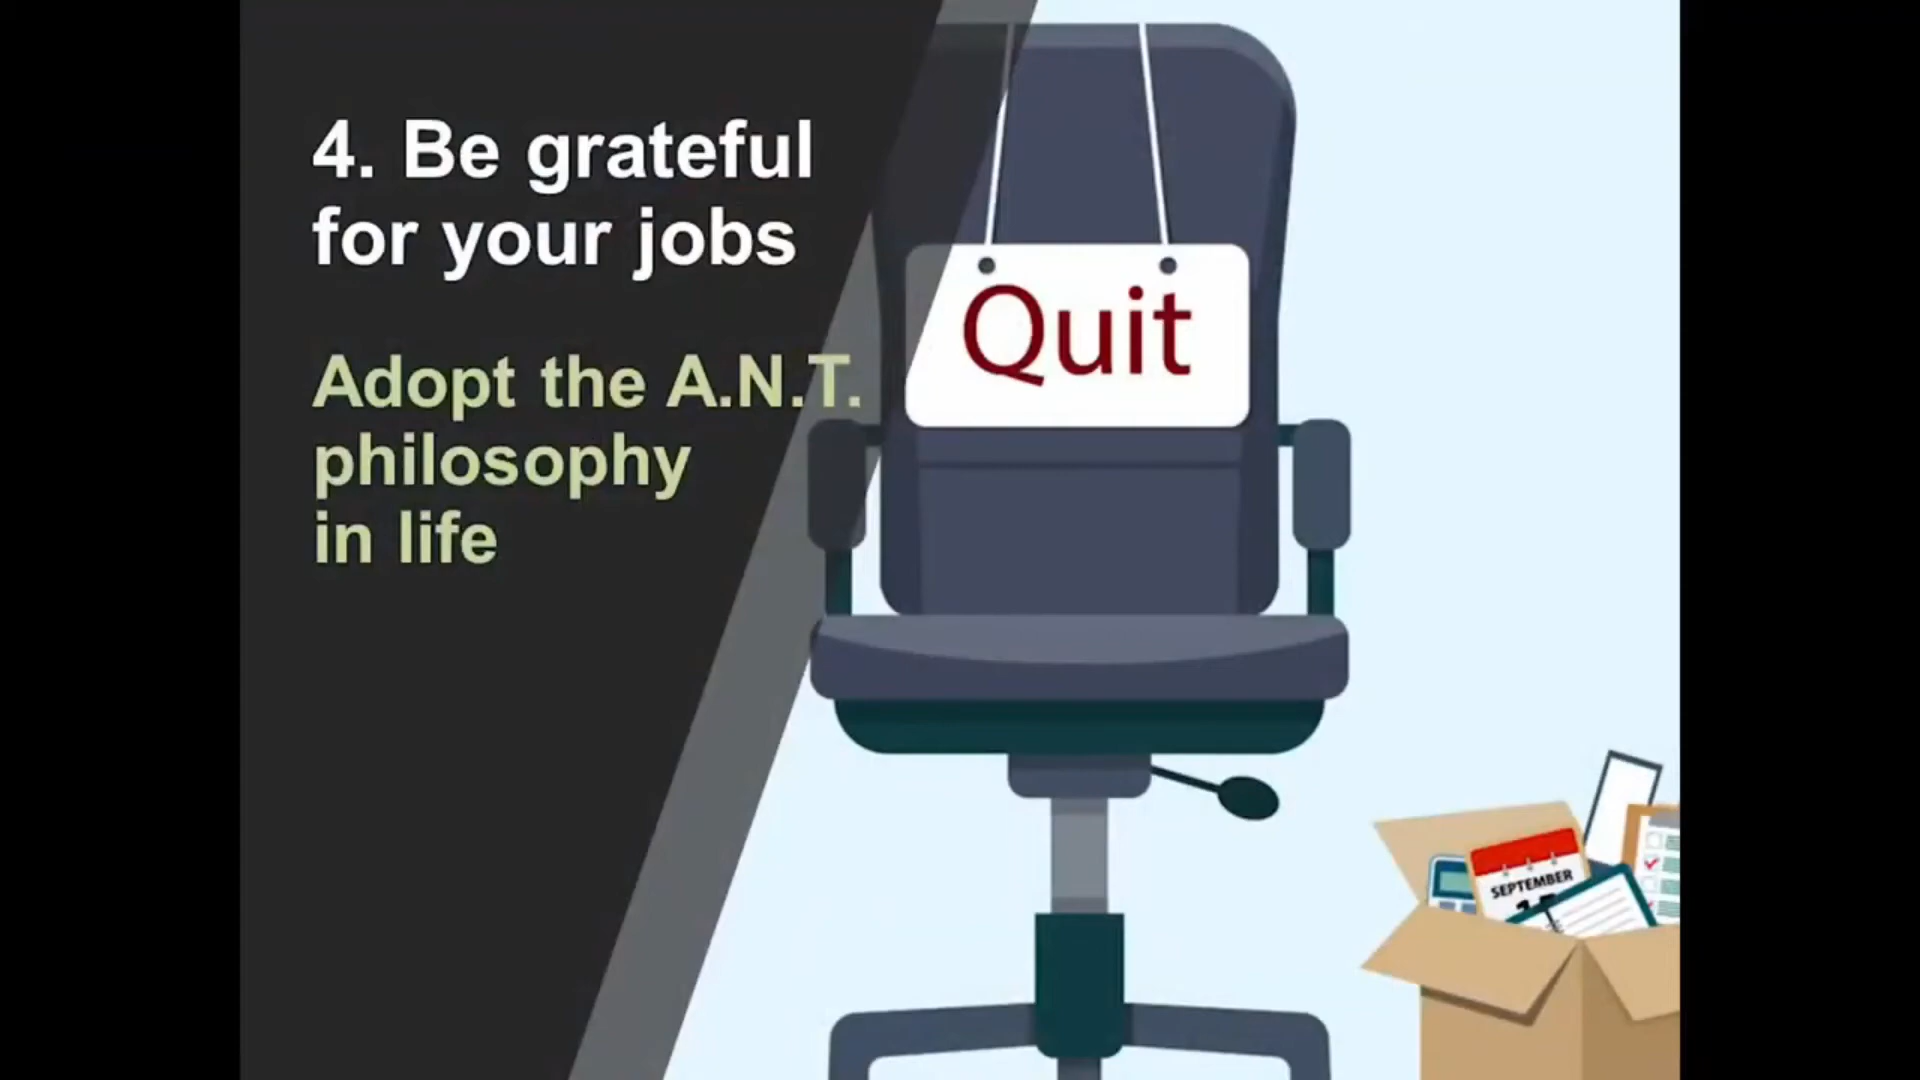 4. Be grateful
for your jobs
Adopt the A.N.T.
philosophy
in life
Quit
SEPTEMBER